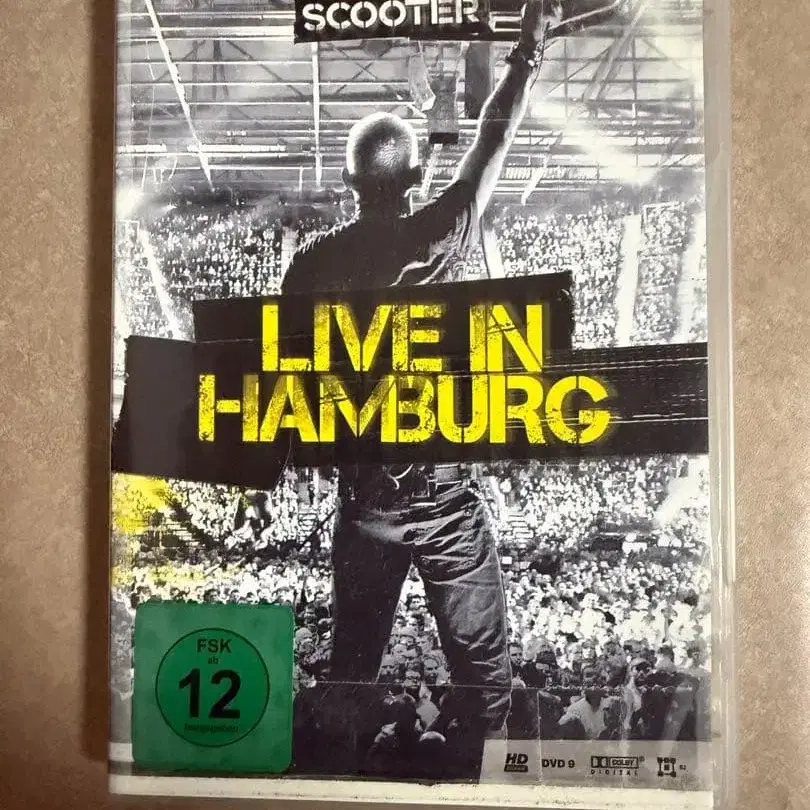 SCOOTER
LIVE IN
HAMBURG
FSK
ab
12
freigegeben
HD
DVD 9
DOLBY
DIGITAL